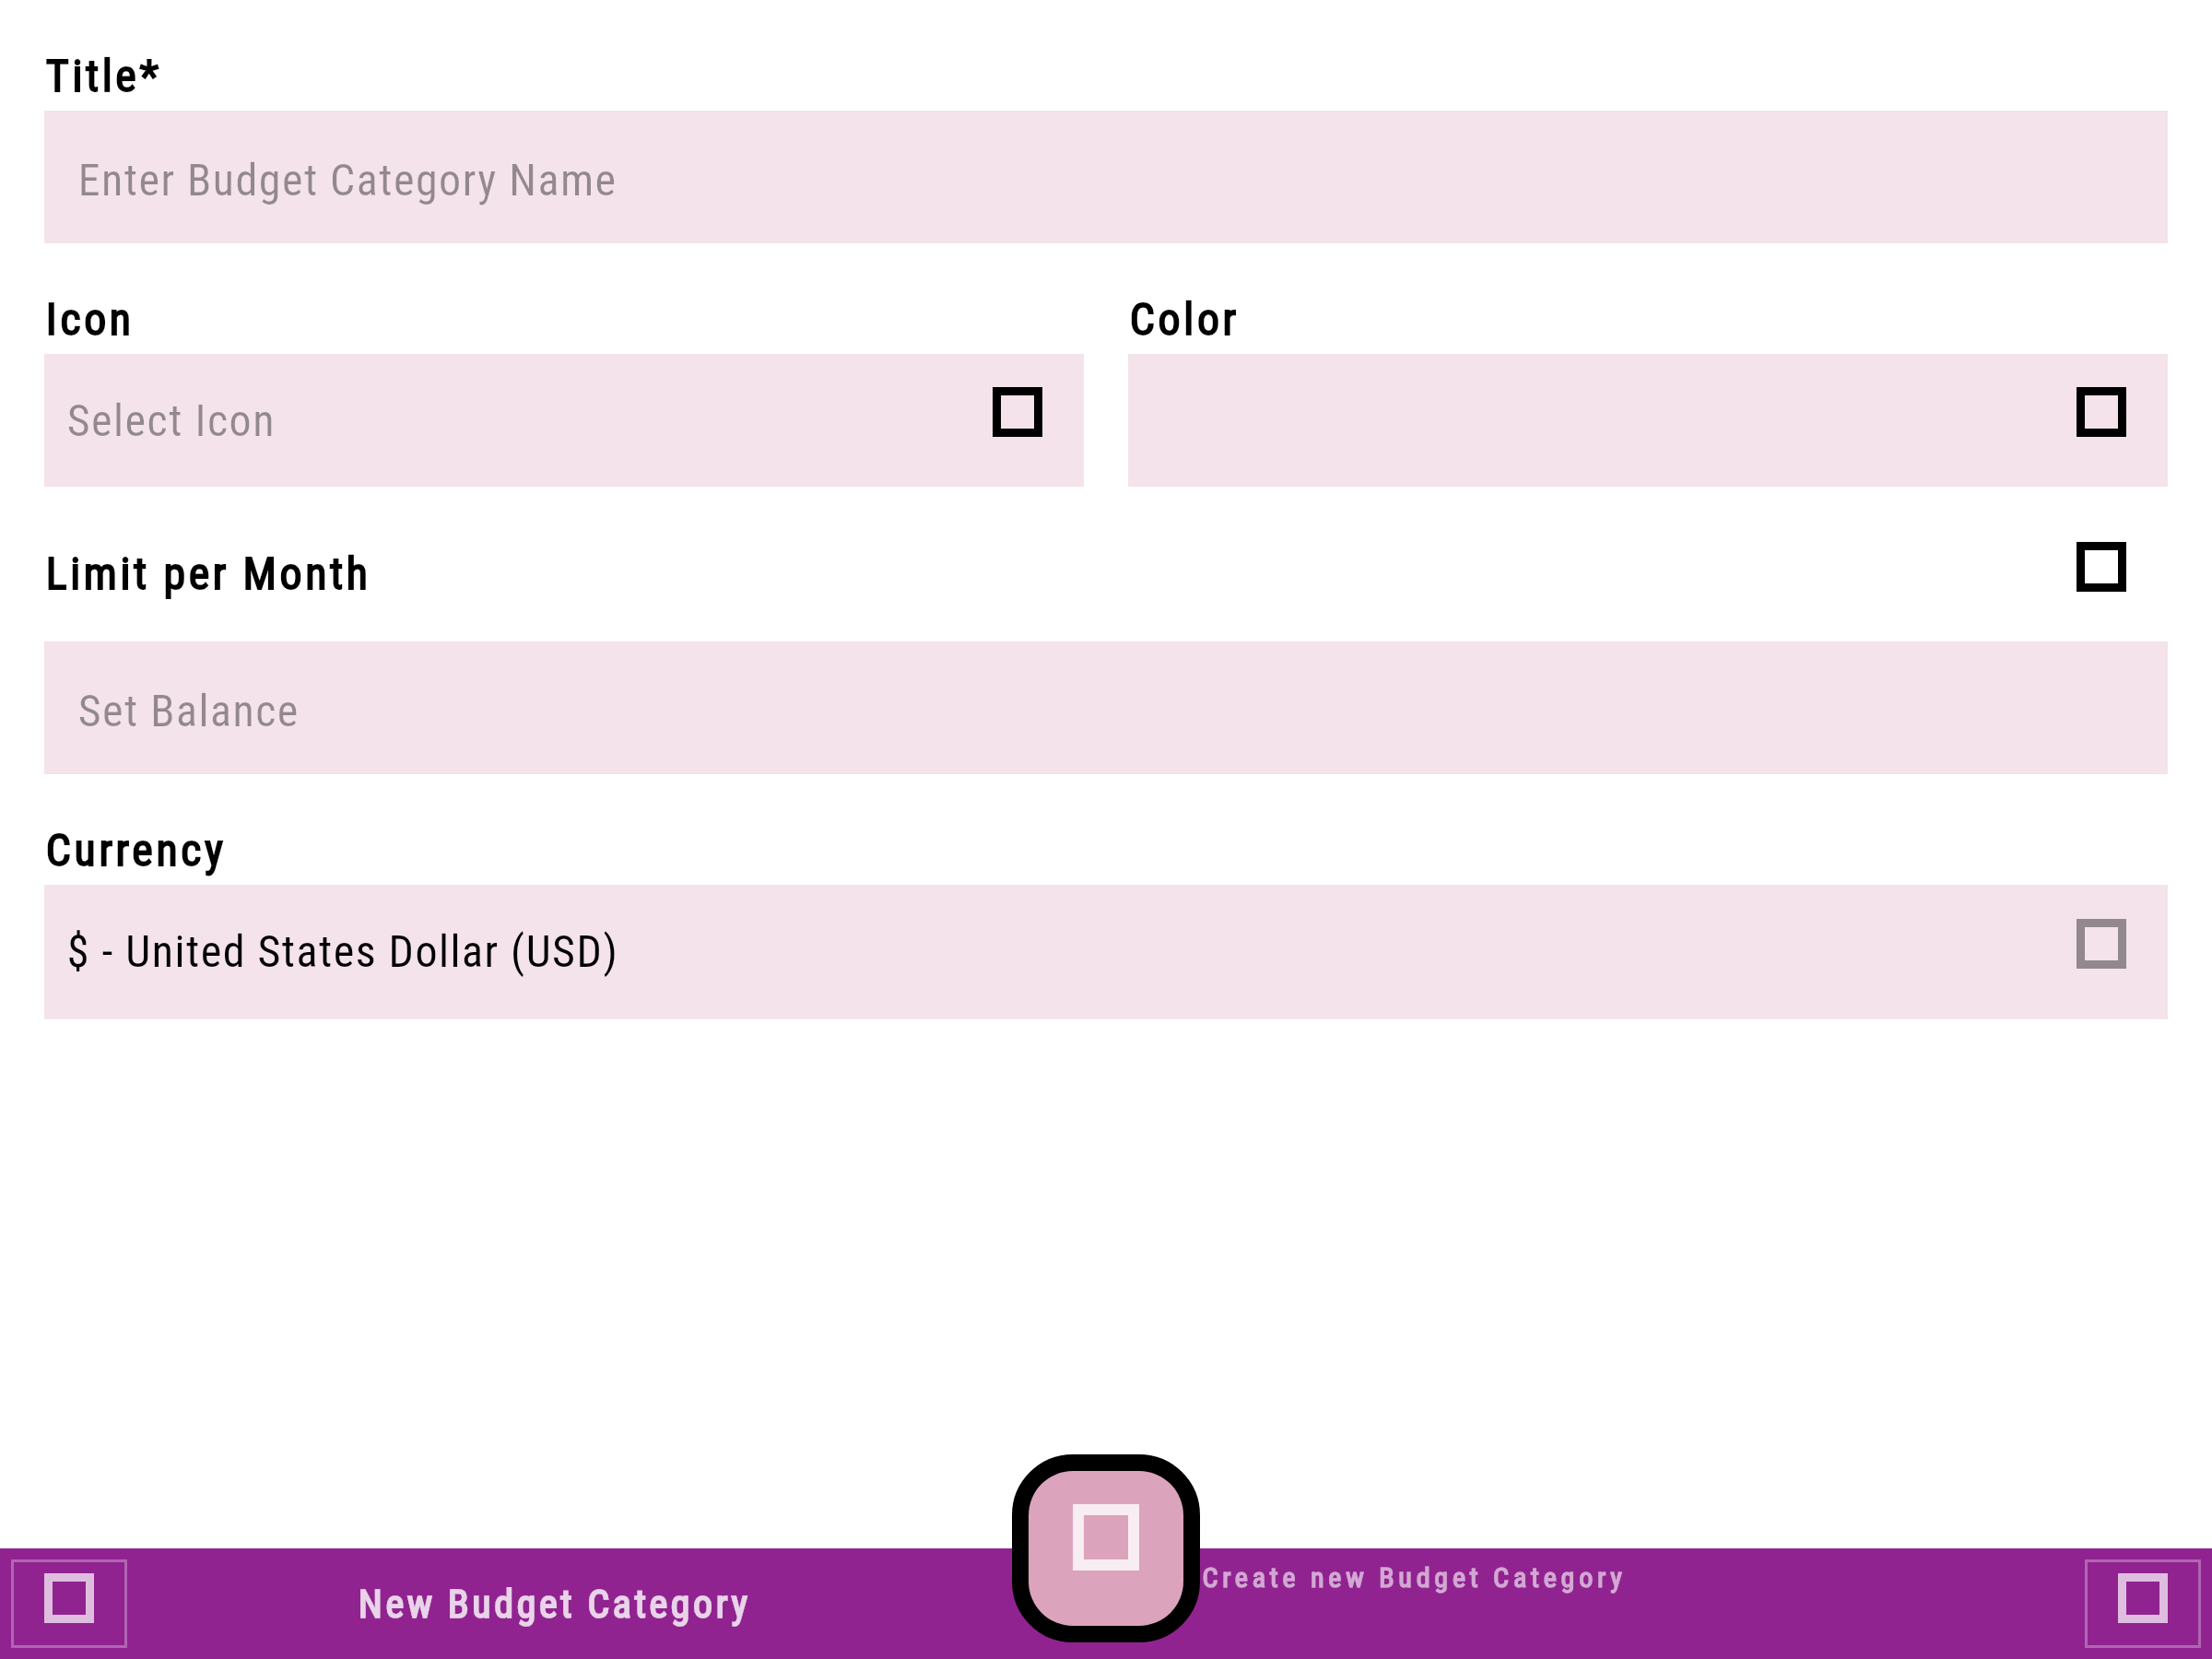 Title*
Enter Budget Category Name
Icon
Color
Select Icon
Limit per Month
Set Balance
Currency
$ - United States Dollar (USD)
New Budget Category
Create new Budget Category